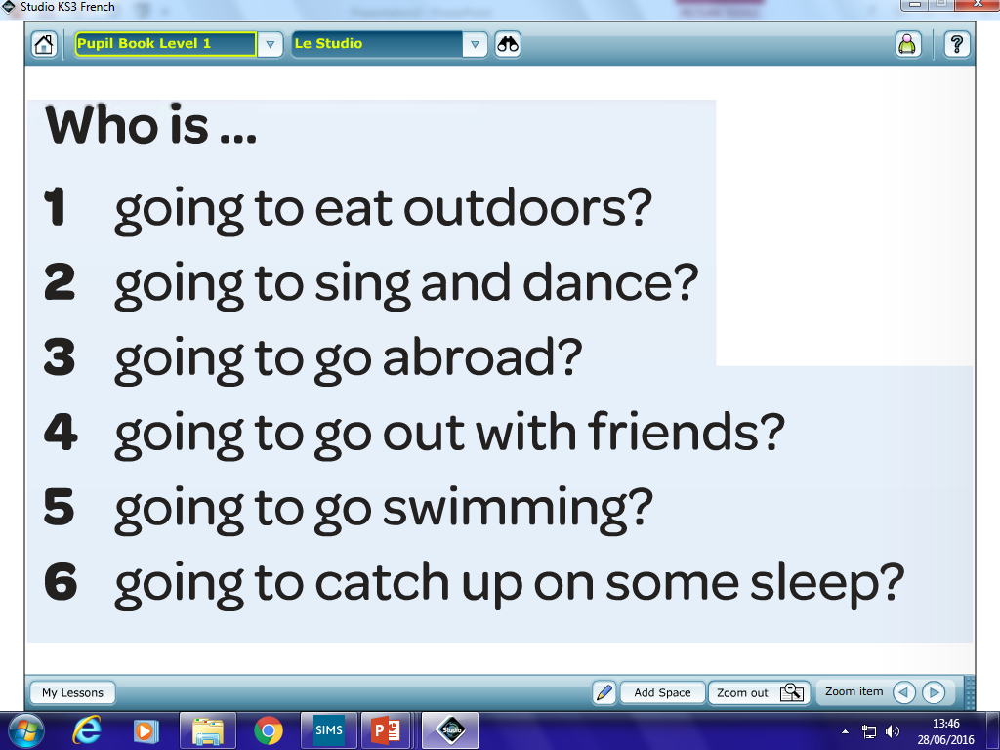 Studio KS3 French
Pupil Book Level 1
Le Studio
?
Who is ...
1 going to eat outdoors?
2 going to sing and dance?
3 going to go abroad?
4 going to go out with friends?
5 going to go swimming?
6 going to catch up on some sleep?
My Lessons
Add Space
Zoom out
Zoom item
SIMS
Studio
13:46
28/06/2016